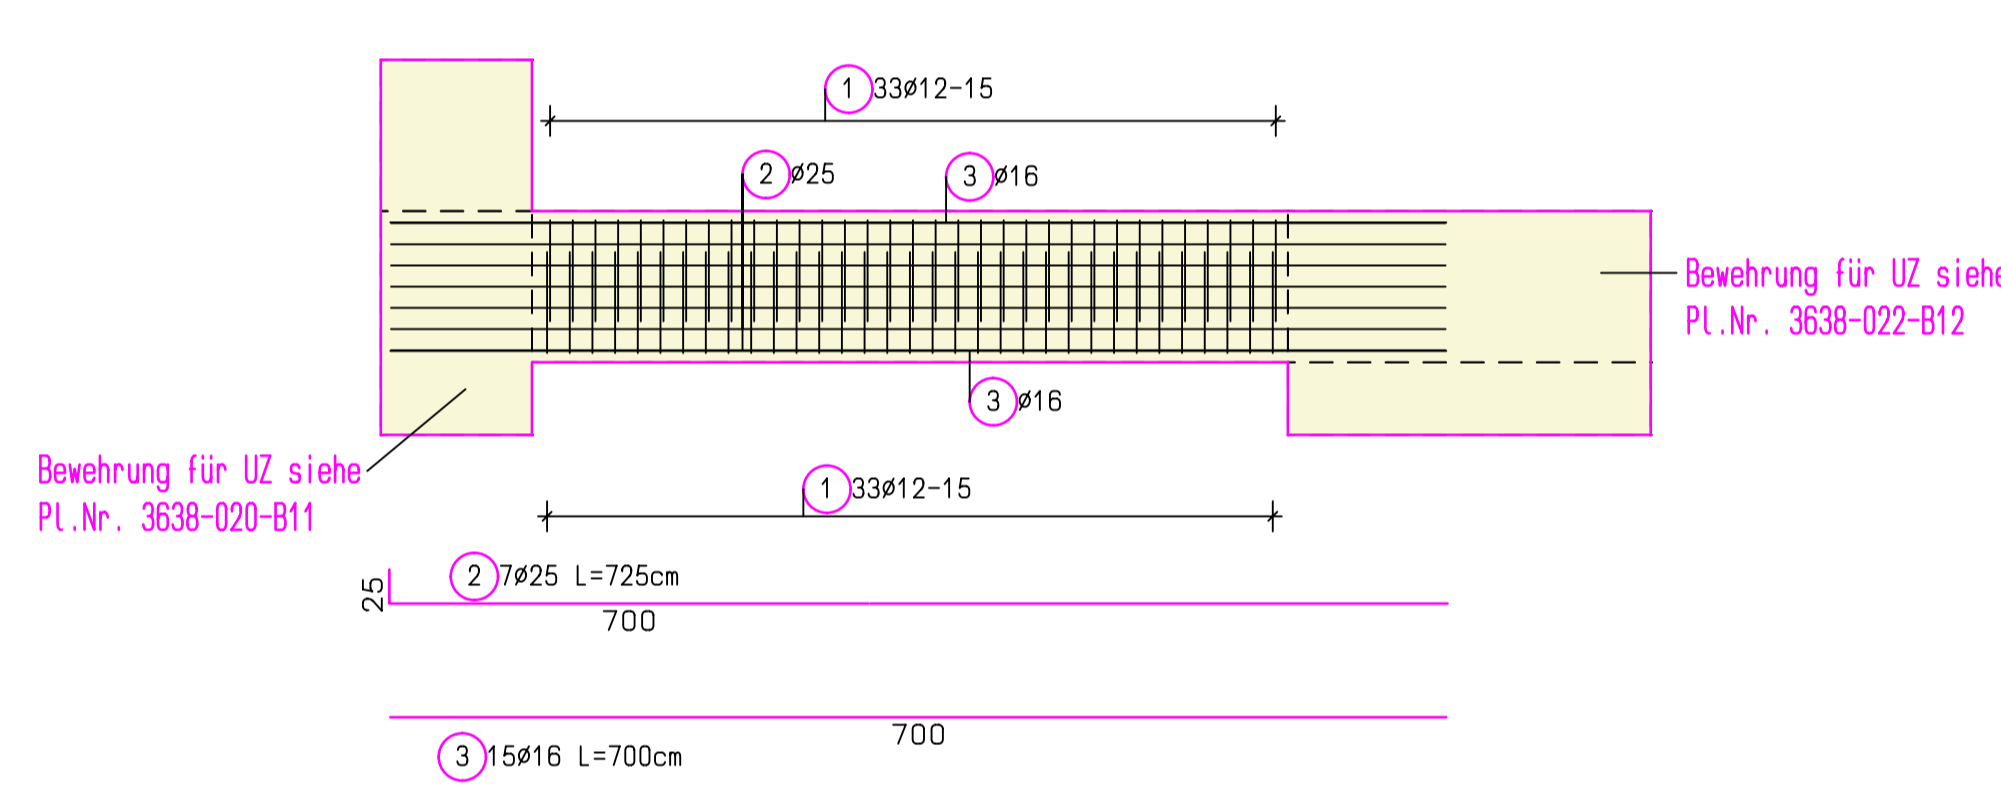 1 33ø12-15
2 ø25
3 ø16
Bewehrung für UZ siehe
Pl.Nr. 3638-022-B12
3 ø16
Bewehrung für UZ siehe
Pl.Nr. 3638-020-B11
1 33ø12-15
2 7ø25 L=725cm
25
700
700
3 15ø16 L=700cm